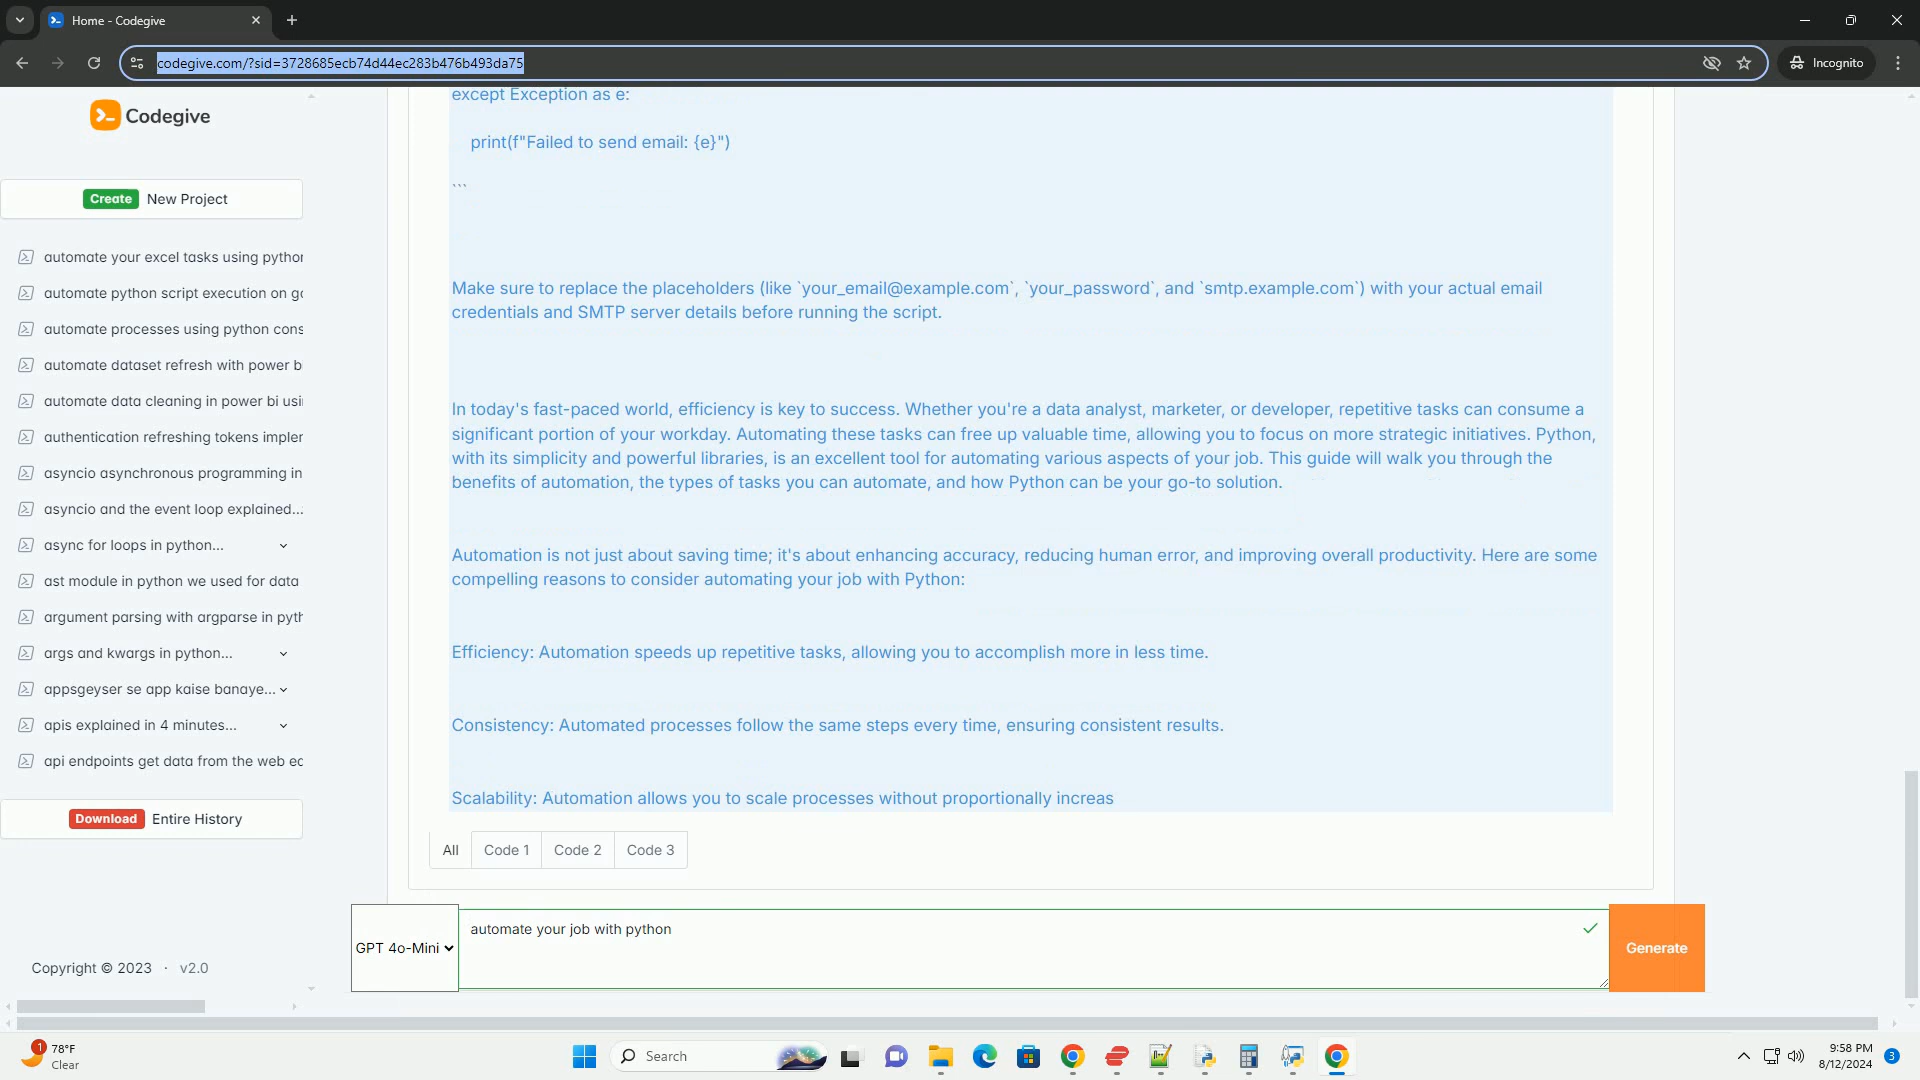 Home - Codegive
codegive.com/?sid=3728685ecb74d44ec283b476b493da75
Incognito
Codegive
Create New Project
automate your excel tasks using python
automate python script execution on go
automate processes using python cons
automate dataset refresh with power b
automate data cleaning in power bi usi
authentication refreshing tokens impler
asyncio asynchronous programming in
asyncio and the event loop explained...
async for loops in python...
ast module in python we used for data
argument parsing with argparse in pyth
args and kwargs in python...
appsgeyser se app kaise banaye...
apis explained in 4 minutes...
api endpoints get data from the web ec
Download Entire History
Copyright © 2023 · v2.0
except Exception as e:
print(f"Failed to send email: {e}")
```
Make sure to replace the placeholders (like `your_email@example.com`, `your_password`, and `smtp.example.com`) with your actual email
credentials and SMTP server details before running the script.
In today's fast-paced world, efficiency is key to success. Whether you're a data analyst, marketer, or developer, repetitive tasks can consume a
significant portion of your workday. Automating these tasks can free up valuable time, allowing you to focus on more strategic initiatives. Python,
with its simplicity and powerful libraries, is an excellent tool for automating various aspects of your job. This guide will walk you through the
benefits of automation, the types of tasks you can automate, and how Python can be your go-to solution.
Automation is not just about saving time; it's about enhancing accuracy, reducing human error, and improving overall productivity. Here are some
compelling reasons to consider automating your job with Python:
Efficiency: Automation speeds up repetitive tasks, allowing you to accomplish more in less time.
Consistency: Automated processes follow the same steps every time, ensuring consistent results.
Scalability: Automation allows you to scale processes without proportionally increas
All Code 1 Code 2 Code 3
GPT 4o-Mini
automate your job with python
Generate
1
78°F
Clear
Search
9:58 PM
8/12/2024
3